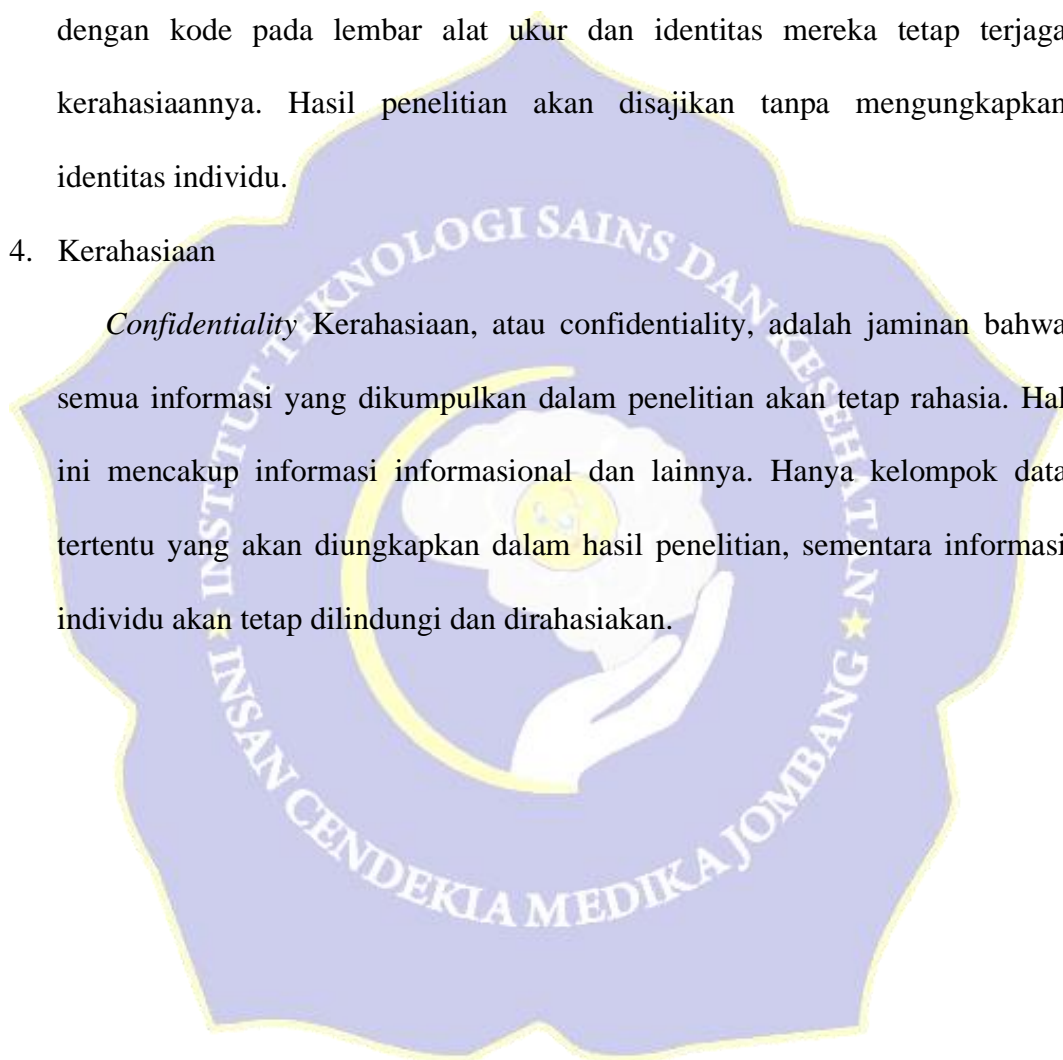 dengan kode pada lembar alat ukur dan identitas mereka tetap terjaga
kerahasiaannya. Hasil penelitian akan disajikan tanpa mengungkapkan
identitas individu.
4. Kerahasiaan
Confidentiality Kerahasiaan, atau confidentiality, adalah jaminan bahwa
semua informasi yang dikumpulkan dalam penelitian akan tetap rahasia. Hal
ini mencakup informasi informasional dan lainnya. Hanya kelompok data
tertentu yang akan diungkapkan dalam hasil penelitian, sementara informasi
individu akan tetap dilindungi dan dirahasiakan.
INSTITUT TEKNOLOGI SAINS DAN KESEHATAN
INSAN CENDEKIA MEDIKA JOMBANG